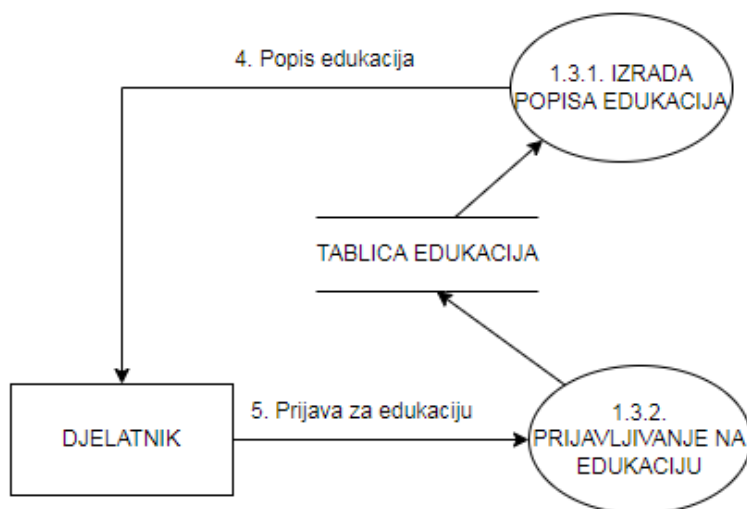 4. Popis edukacija
1.3.1. IZRADA
POPISA EDUKACIJA
TABLICA EDUKACIJA
DJELATNIK
5. Prijava za edukaciju
1.3.2.
PRIJAVLJIVANJE NA
EDUKACIJU